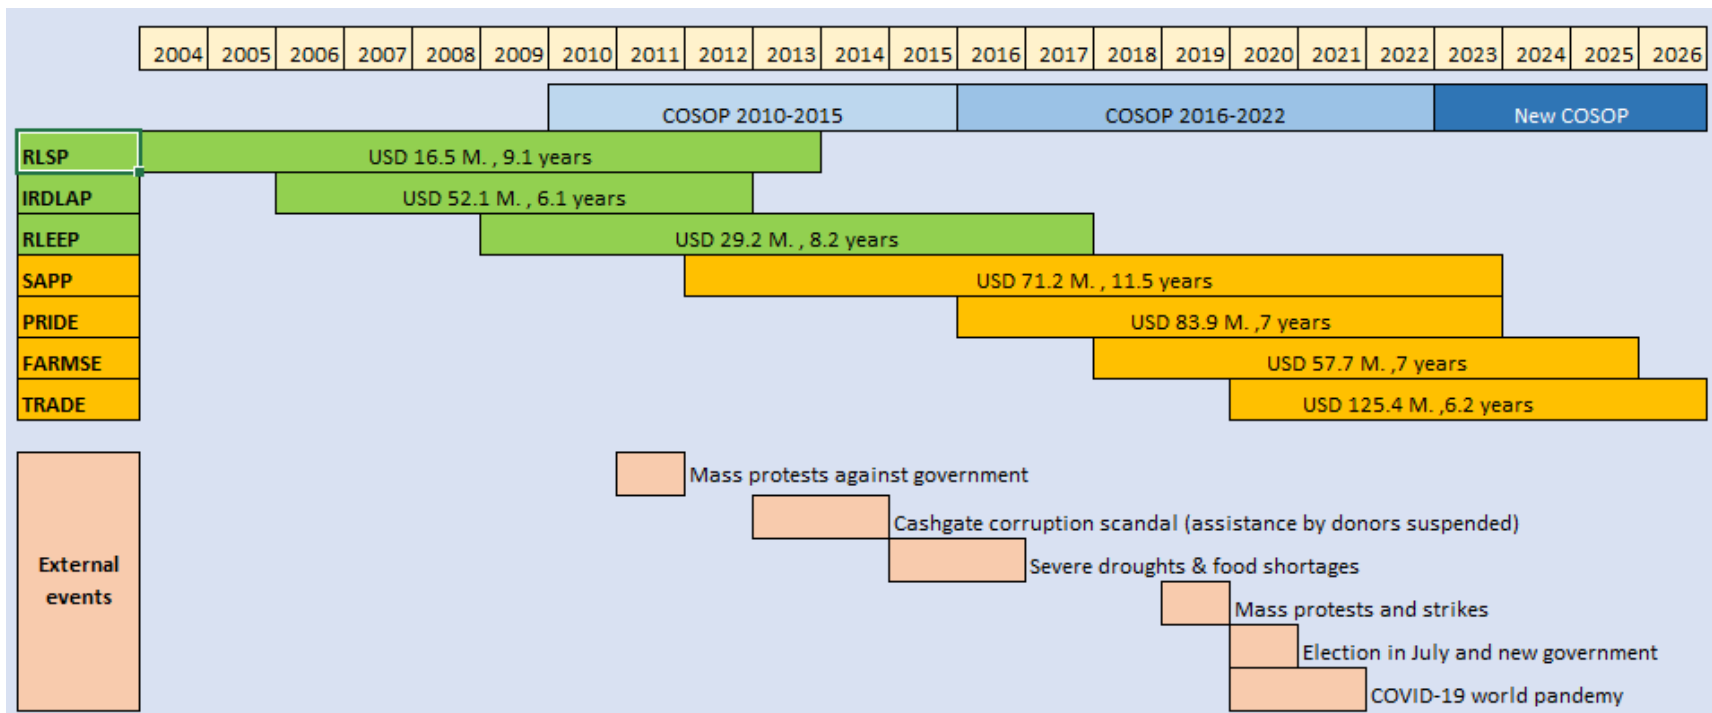 2004 2005 2006 2007 2008 2009 2010 2011 2012 2013 2014 2015 2016 2017 2018 2019 2020 2021 2022 2023 2024 2025 2026
COSOP 2010-2015 COSOP 2016-2022 New COSOP
RLSP USD 16.5 M. , 9.1 years
IRDLAP USD 52.1 M. , 6.1 years
RLEEP USD 29.2 M. , 8.2 years
SAPP USD 71.2 M. , 11.5 years
PRIDE USD 83.9 M. ,7 years
FARMSE USD 57.7 M. ,7 years
TRADE USD 125.4 M. ,6.2 years
External
events
Mass protests against government
Cashgate corruption scandal (assistance by donors suspended)
Severe droughts & food shortages
Mass protests and strikes
Election in July and new government
COVID-19 world pandemy